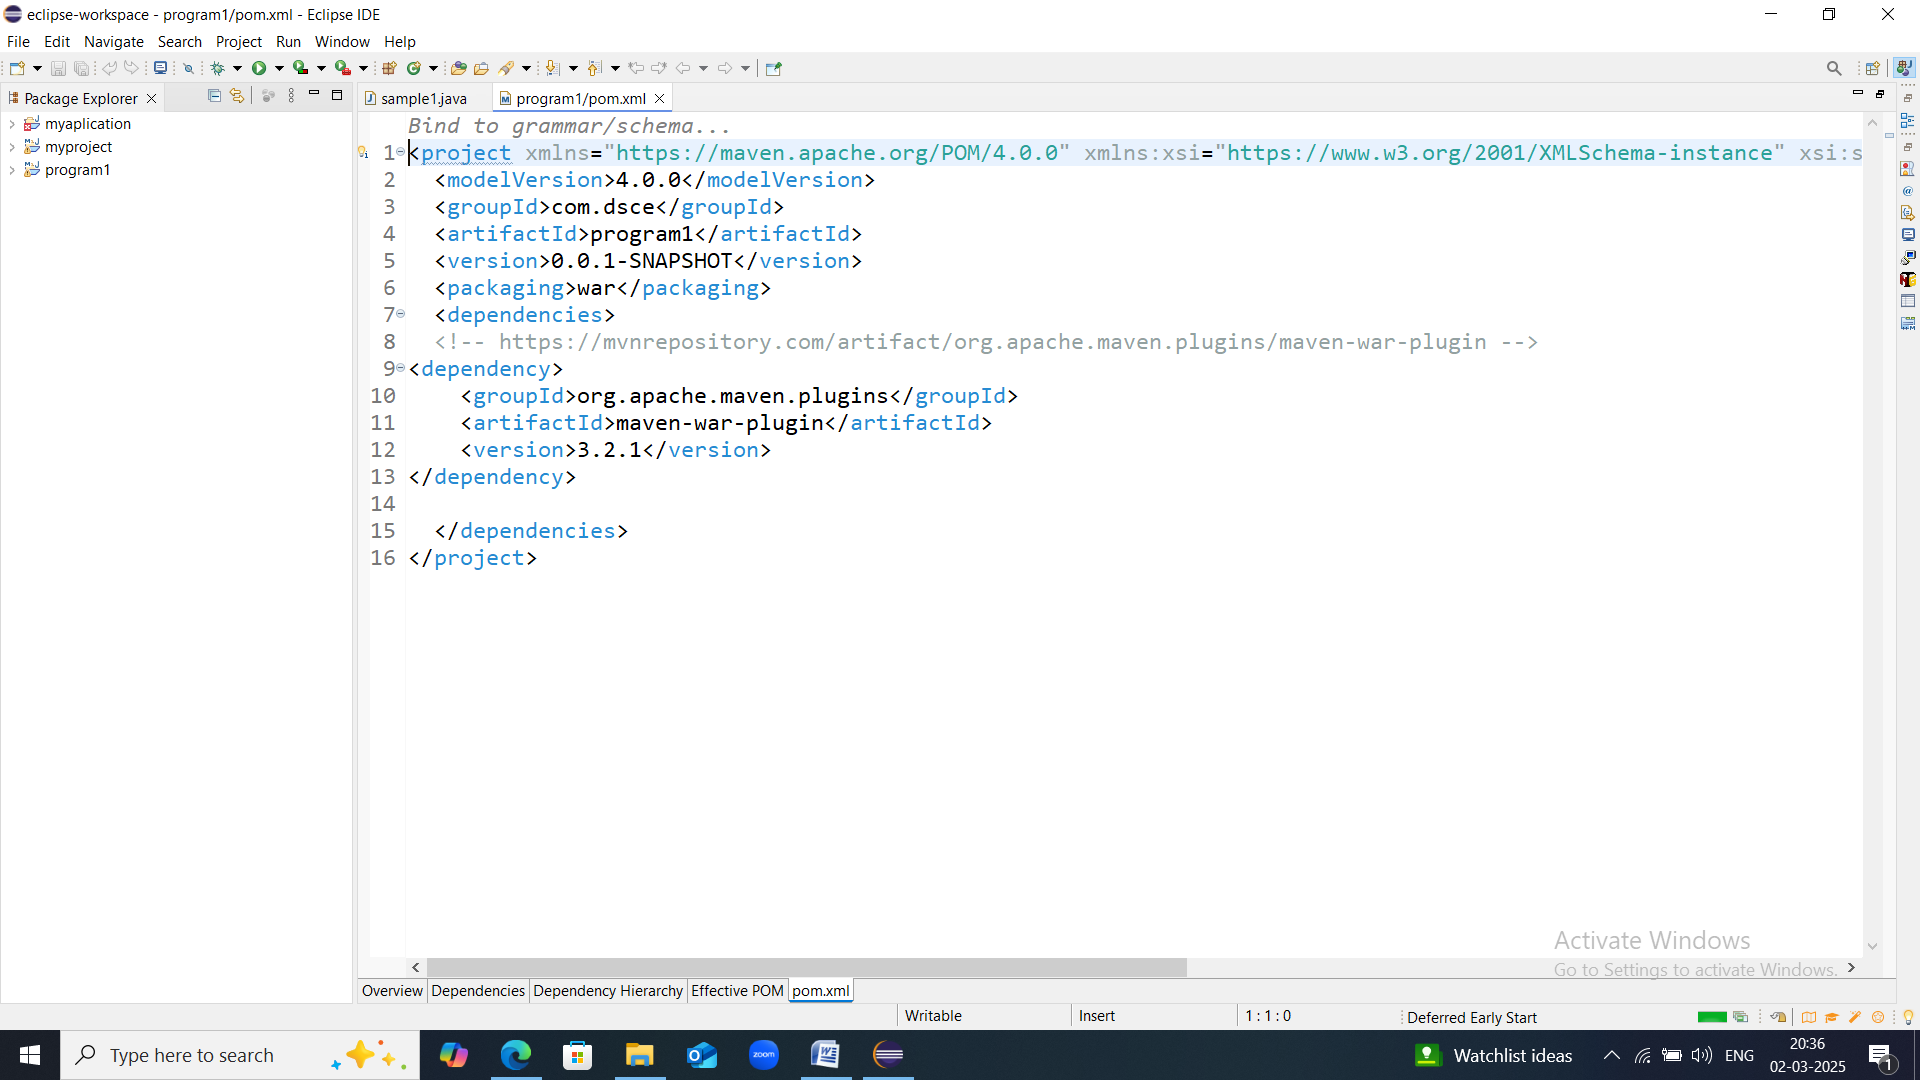 eclipse-workspace - program1/pom.xml - Eclipse IDE
File Edit Navigate Search Project Run Window Help
Package Explorer
sample1.java
program1/pom.xml
myaplication
myproject
program1
Bind to grammar/schema...
1 <project xmlns="https://maven.apache.org/POM/4.0.0" xmlns:xsi="https://www.w3.org/2001/XMLSchema-instance" xsi:s
2 <modelVersion>4.0.0</modelVersion>
3 <groupId>com.dsce</groupId>
4 <artifactId>program1</artifactId>
5 <version>0.0.1-SNAPSHOT</version>
6 <packaging>war</packaging>
7 <dependencies>
8 <!-- https://mvnrepository.com/artifact/org.apache.maven.plugins/maven-war-plugin -->
9 <dependency>
10 <groupId>org.apache.maven.plugins</groupId>
11 <artifactId>maven-war-plugin</artifactId>
12 <version>3.2.1</version>
13 </dependency>
14
15 </dependencies>
16 </project>
Activate Windows
Go to Settings to activate Windows.
Overview Dependencies Dependency Hierarchy Effective POM pom.xml
Writable Insert 1 : 1 : 0 Deferred Early Start
Type here to search
zoom
Watchlist ideas
ENG
20:36
02-03-2025
1